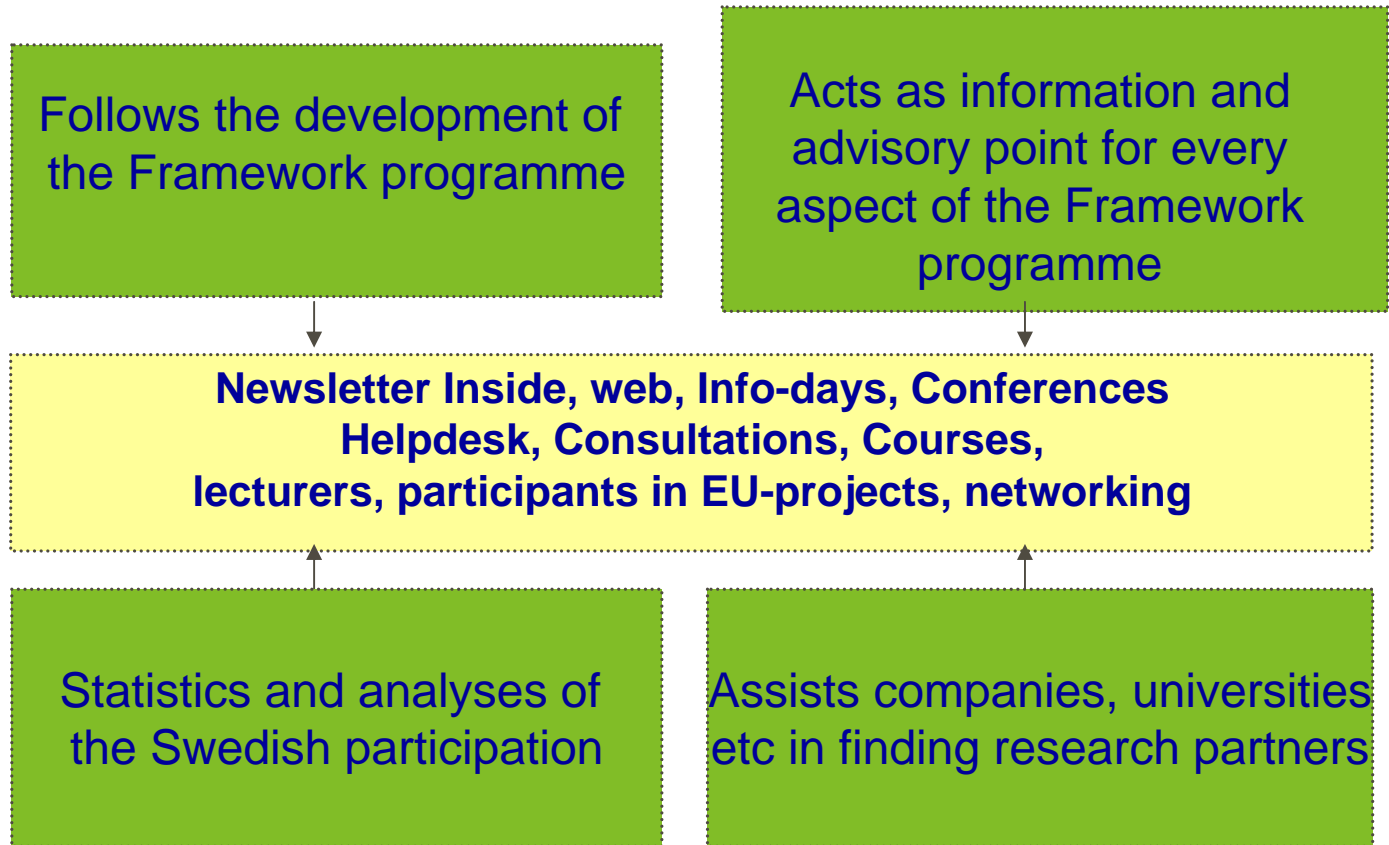 Follows the development of
the Framework programme
Acts as information and
advisory point for every
aspect of the Framework
programme
Newsletter Inside, web, Info-days, Conferences
Helpdesk, Consultations, Courses,
lecturers, participants in EU-projects, networking
Statistics and analyses of
the Swedish participation
Assists companies, universities
etc in finding research partners